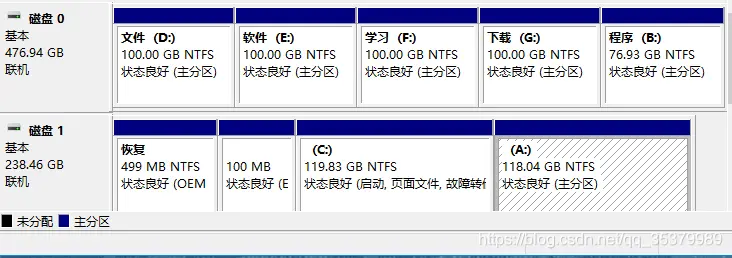 磁盘 0
基本
476.94 GB
联机
文件 (D:)
100.00 GB NTFS
状态良好 (主分区)
软件 (E:)
100.00 GB NTFS
状态良好 (主分区)
学习 (F:)
100.00 GB NTFS
状态良好 (主分区)
下载 (G:)
100.00 GB NTFS
状态良好 (主分区)
程序 (B:)
76.93 GB NTFS
状态良好 (主分区)
磁盘 1
基本
238.46 GB
联机
恢复
499 MB NTFS
状态良好 (OEM
100 MB
状态良好 (E
(C:)
119.83 GB NTFS
状态良好 (启动, 页面文件, 故障转
(A:)
118.04 GB NTFS
状态良好 (主分区)
未分配 主分区
https://blog.csdn.net/qq_35379989